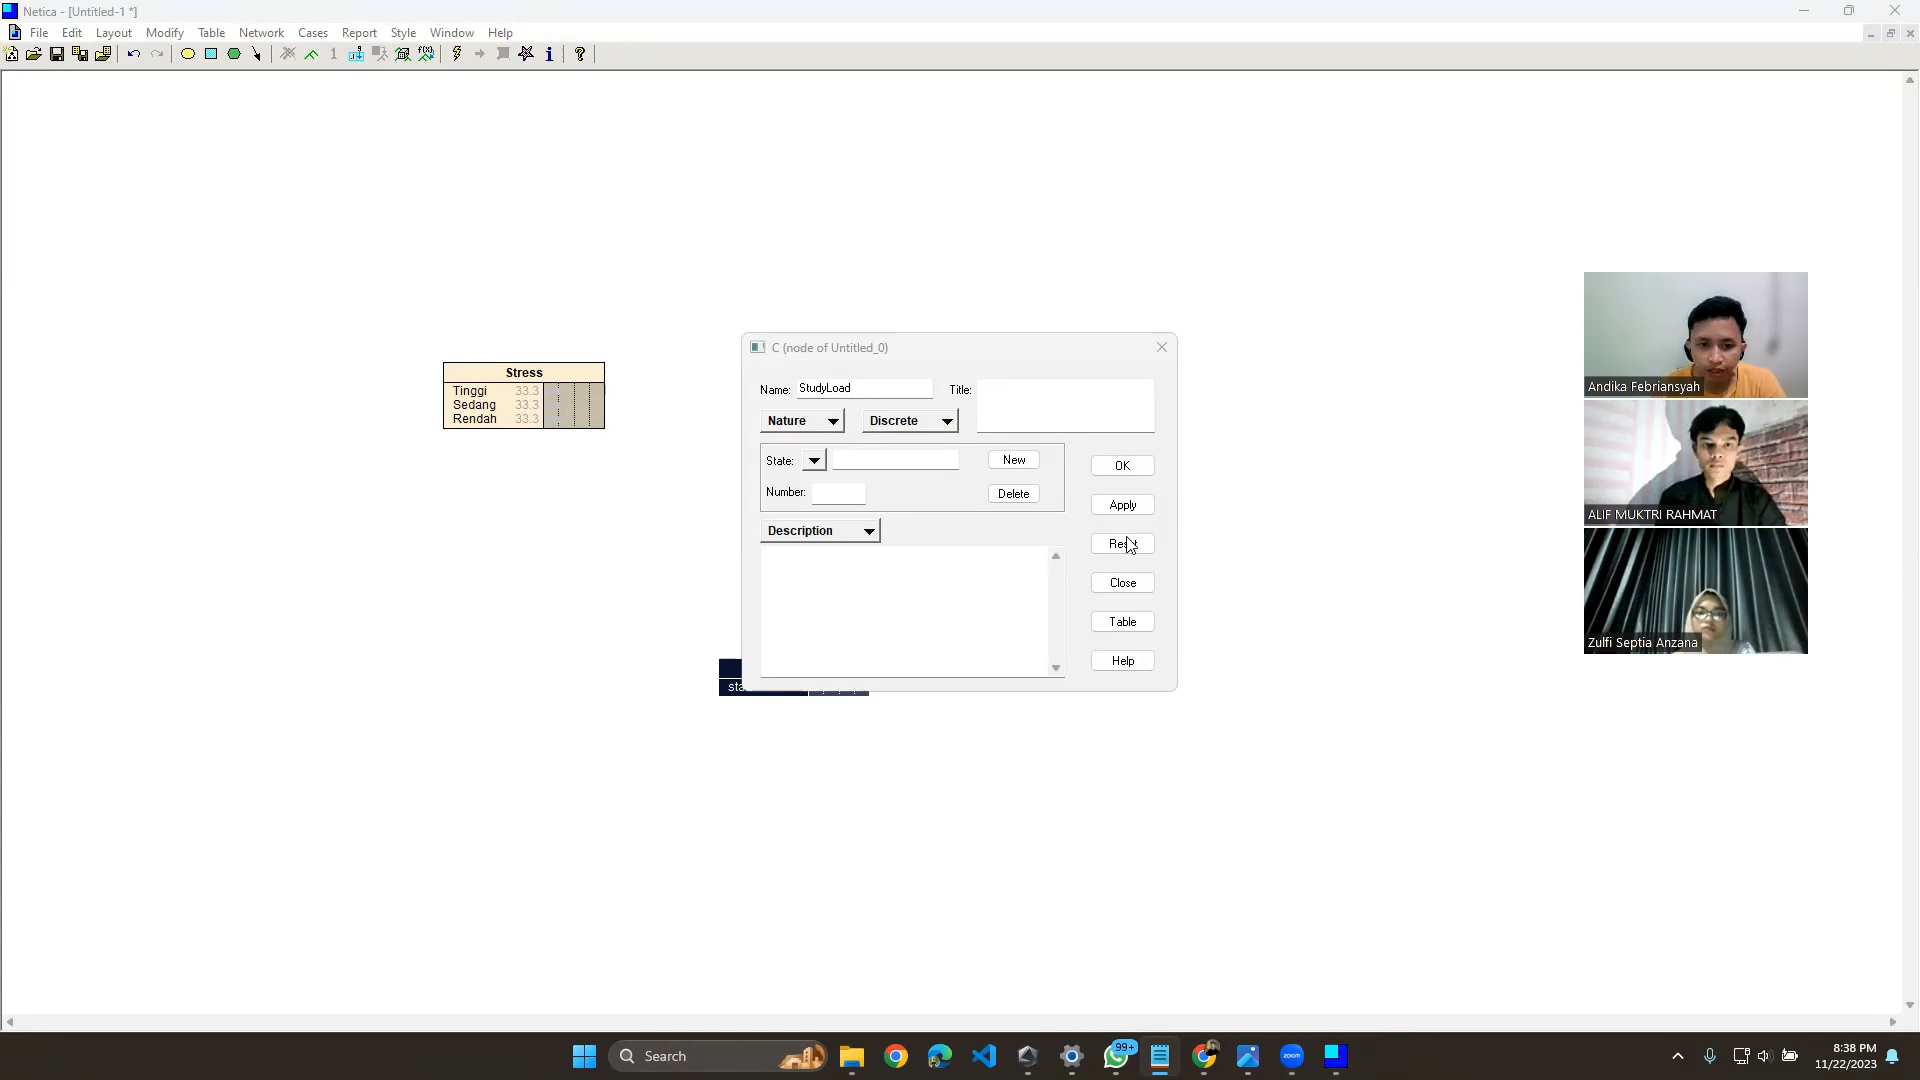 Netica - [Untitled-1 *]
File Edit Layout Modify Table Network Cases Report Style Window Help
Stress
Tinggi 33.3
Sedang 33.3
Rendah 33.3
C (node of Untitled_0)
Name: StudyLoad Title:
Nature Discrete
State: New
Number: Delete
Description
OK
Apply
Close
Table
Help
Andika Febriansyah
ALIF MUKTRI RAHMAT
Zulfi Septia Anzana
Search
99+
zoom
8:38 PM
11/22/2023